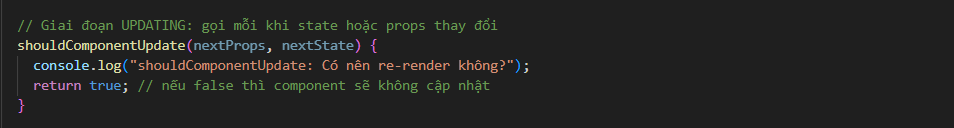 // Giai đoạn UPDATING: gọi mỗi khi state hoặc props thay đổi
shouldComponentUpdate(nextProps, nextState) {
  console.log("shouldComponentUpdate: Có nên re-render không?");
  return true; // nếu false thì component sẽ không cập nhật
}